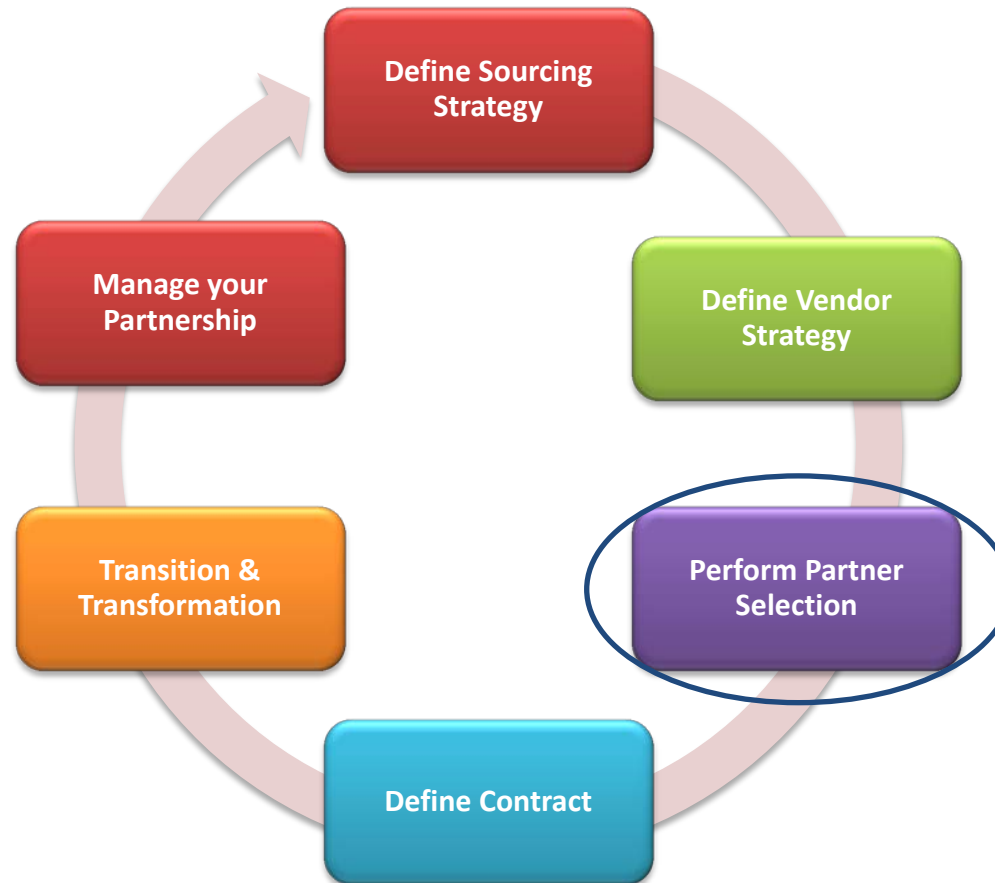 Define Sourcing
Strategy
Define Vendor
Strategy
Perform Partner
Selection
Define Contract
Transition &
Transformation
Manage your
Partnership